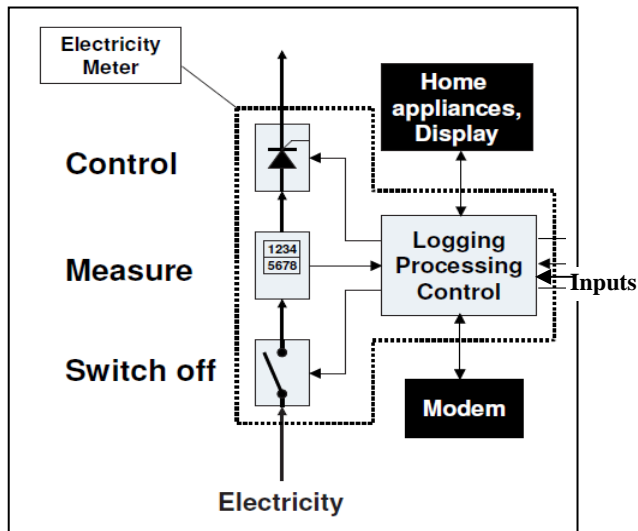 Electricity
Meter
Home
appliances,
Display
Control
Logging
Processing
Control
1234
5678
Measure
Inputs
Switch off
Modem
Electricity